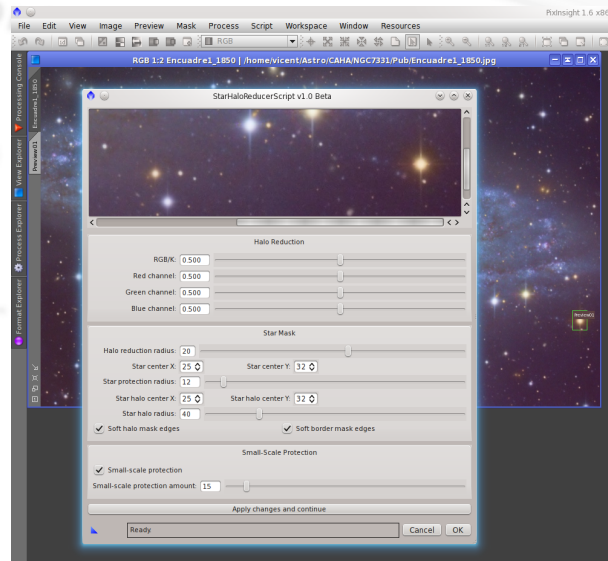 PixInsight 1.6 x86
File Edit View Image Preview Mask Process Script Workspace Window Resources
RGB
RGB 1:2 Encuadre1_1850 | /home/vicent/Astro/CAHA/NGC7331/Pub/Encuadre1_1850.jpg
Processing Console
View Explorer
Process Explorer
Format Explorer
Encuadre1_1850
Preview01
StarHaloReducerScript v1.0 Beta
Preview01
Halo Reduction
RGB/K: 0.500
Red channel: 0.500
Green channel: 0.500
Blue channel: 0.500
Star Mask
Halo reduction radius: 20
Star center X: 25 Star center Y: 32
Star protection radius: 12
Star halo center X: 25 Star halo center Y: 32
Star halo radius: 40
Soft halo mask edges Soft border mask edges
Small-Scale Protection
Small-scale protection
Small-scale protection amount: 15
Apply changes and continue
Ready. Cancel OK